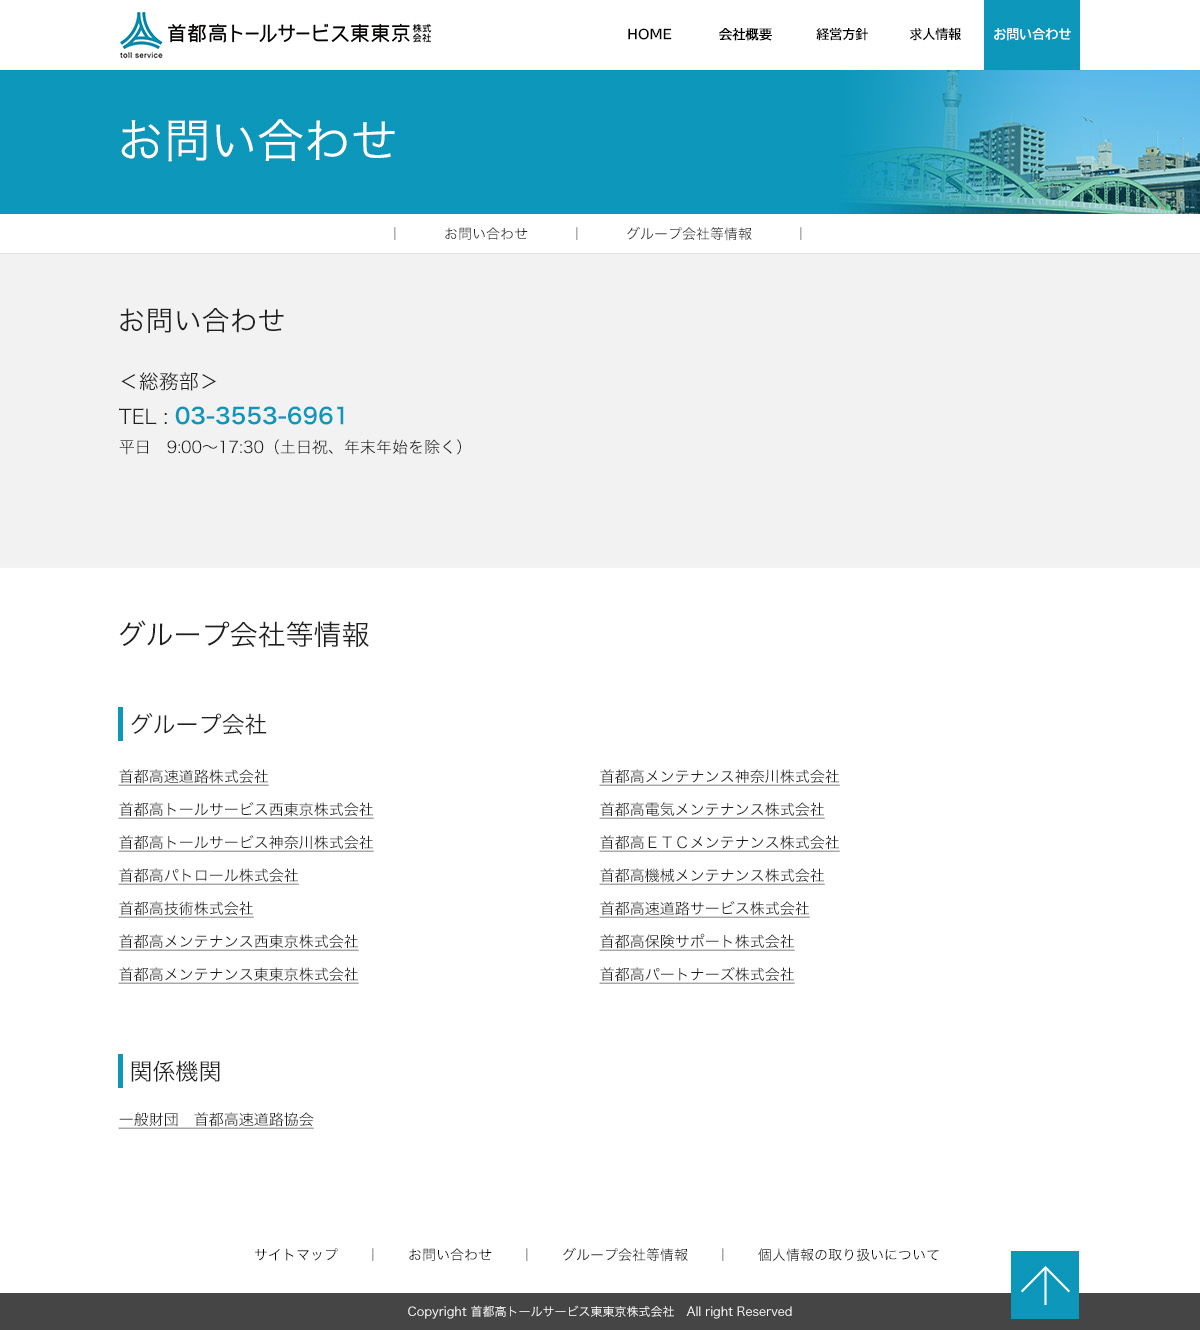 首都高トールサービス東東京株式会社
toll service
HOME 会社概要 経営方針 求人情報 お問い合わせ
お問い合わせ
| お問い合わせ | グループ会社等情報 |
お問い合わせ
＜総務部＞
TEL : 03-3553-6961
平日　9:00〜17:30（土日祝、年末年始を除く）
グループ会社等情報
グループ会社
首都高速道路株式会社
首都高トールサービス西東京株式会社
首都高トールサービス神奈川株式会社
首都高パトロール株式会社
首都高技術株式会社
首都高メンテナンス西東京株式会社
首都高メンテナンス東東京株式会社
首都高メンテナンス神奈川株式会社
首都高電気メンテナンス株式会社
首都高ＥＴＣメンテナンス株式会社
首都高機械メンテナンス株式会社
首都高速道路サービス株式会社
首都高保険サポート株式会社
首都高パートナーズ株式会社
関係機関
一般財団　首都高速道路協会
サイトマップ | お問い合わせ | グループ会社等情報 | 個人情報の取り扱いについて
Copyright 首都高トールサービス東東京株式会社　All right Reserved